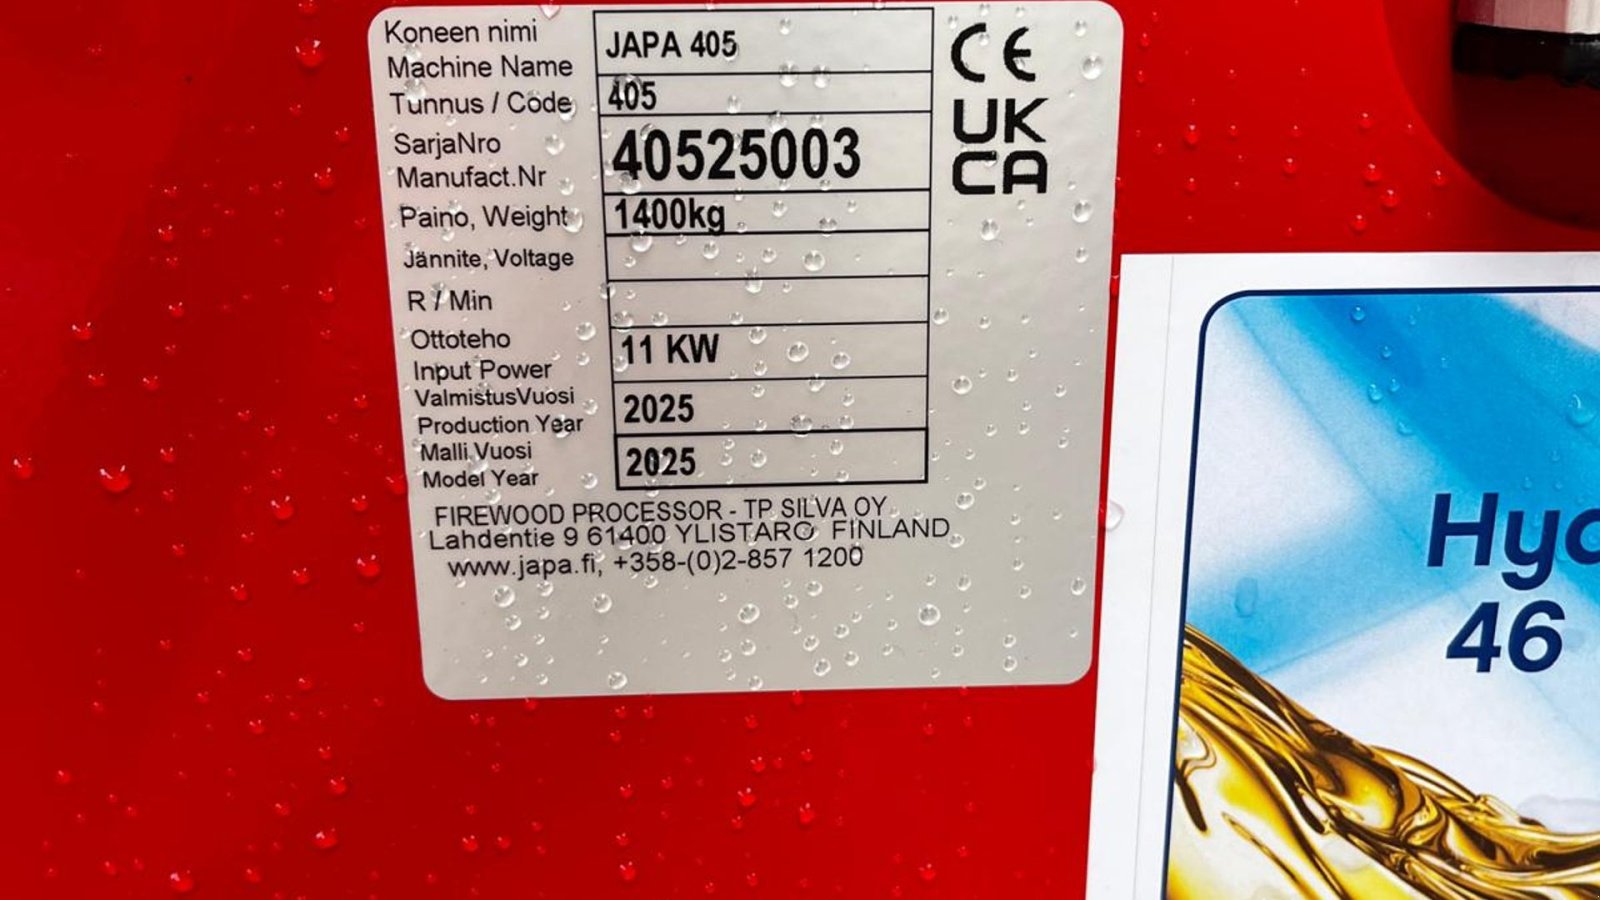 Koneen nimi
Machine Name
JAPA 405
Tunnus / Code
405
SarjaNro
Manufact.Nr
40525003
Paino, Weight
1400kg
Jännite, Voltage
R / Min
Ottoteho
Input Power
11 KW
ValmistusVuosi
Production Year
2025
Malli.Vuosi
Model Year
2025
FIREWOOD PROCESSOR - TP SILVA OY
Lahdentie 9 61400 YLISTARO FINLAND
www.japa.fi, +358-(0)2-857 1200
CE
UK
CA
46